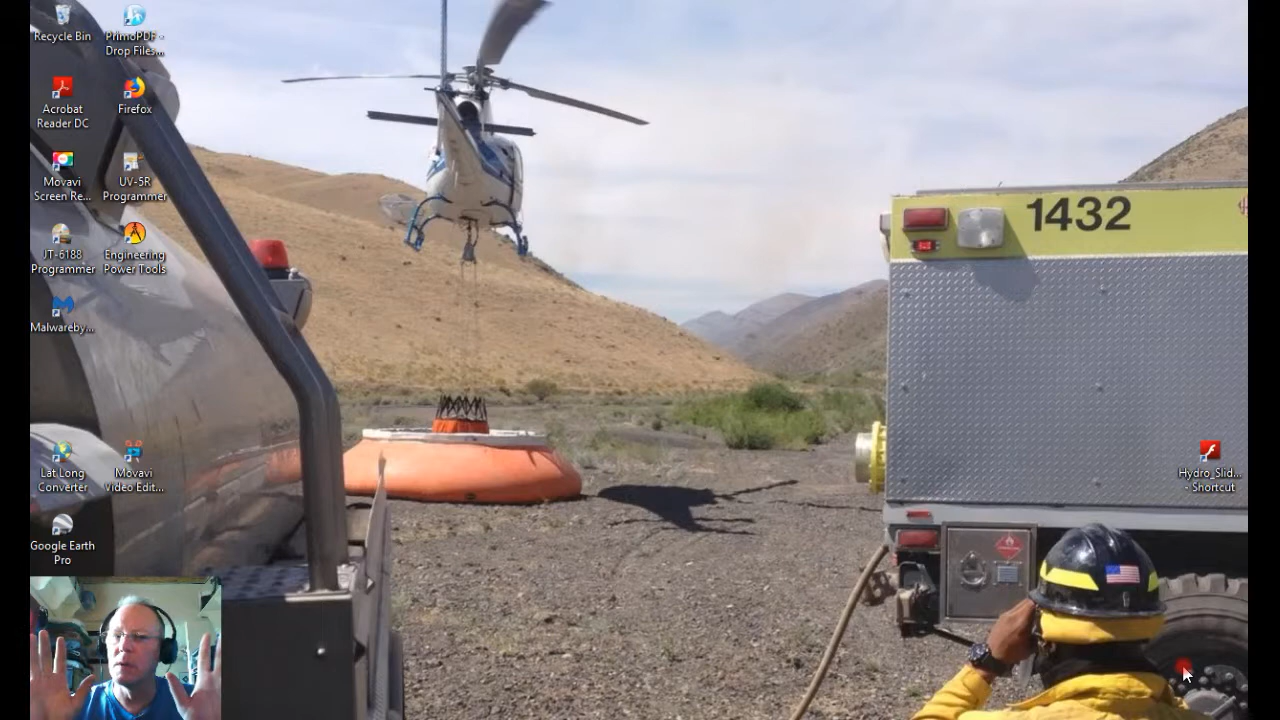 Recycle Bin
PrimoPDF -
Drop Files...
Acrobat
Reader DC
Firefox
Movavi
Screen Re...
UV-5R
Programmer
JT-6188
Programmer
Engineering
Power Tools
Malwareby...
Lat Long
Converter
Movavi
Video Edit...
Google Earth
Pro
1432
Hydro_Slid...
- Shortcut